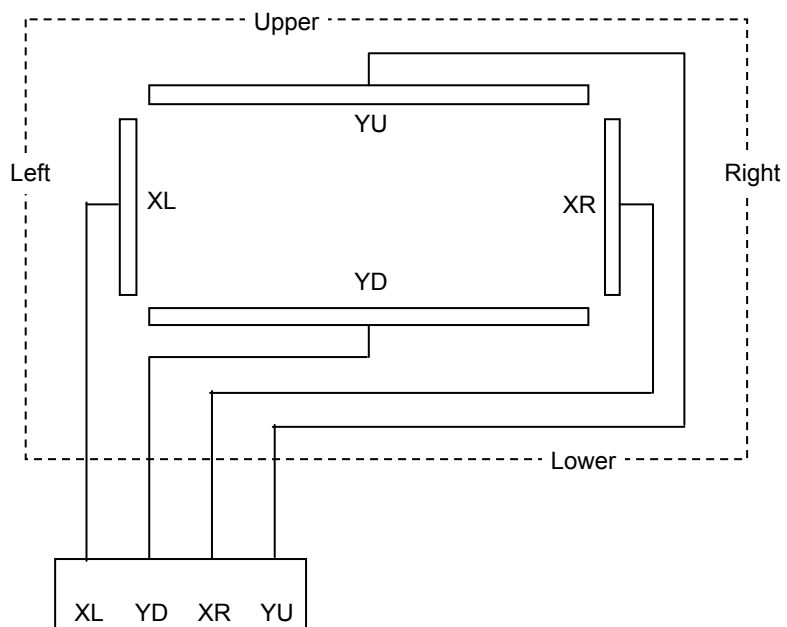 Upper
YU
Left
Right
XL
XR
YD
Lower
XL YD XR YU